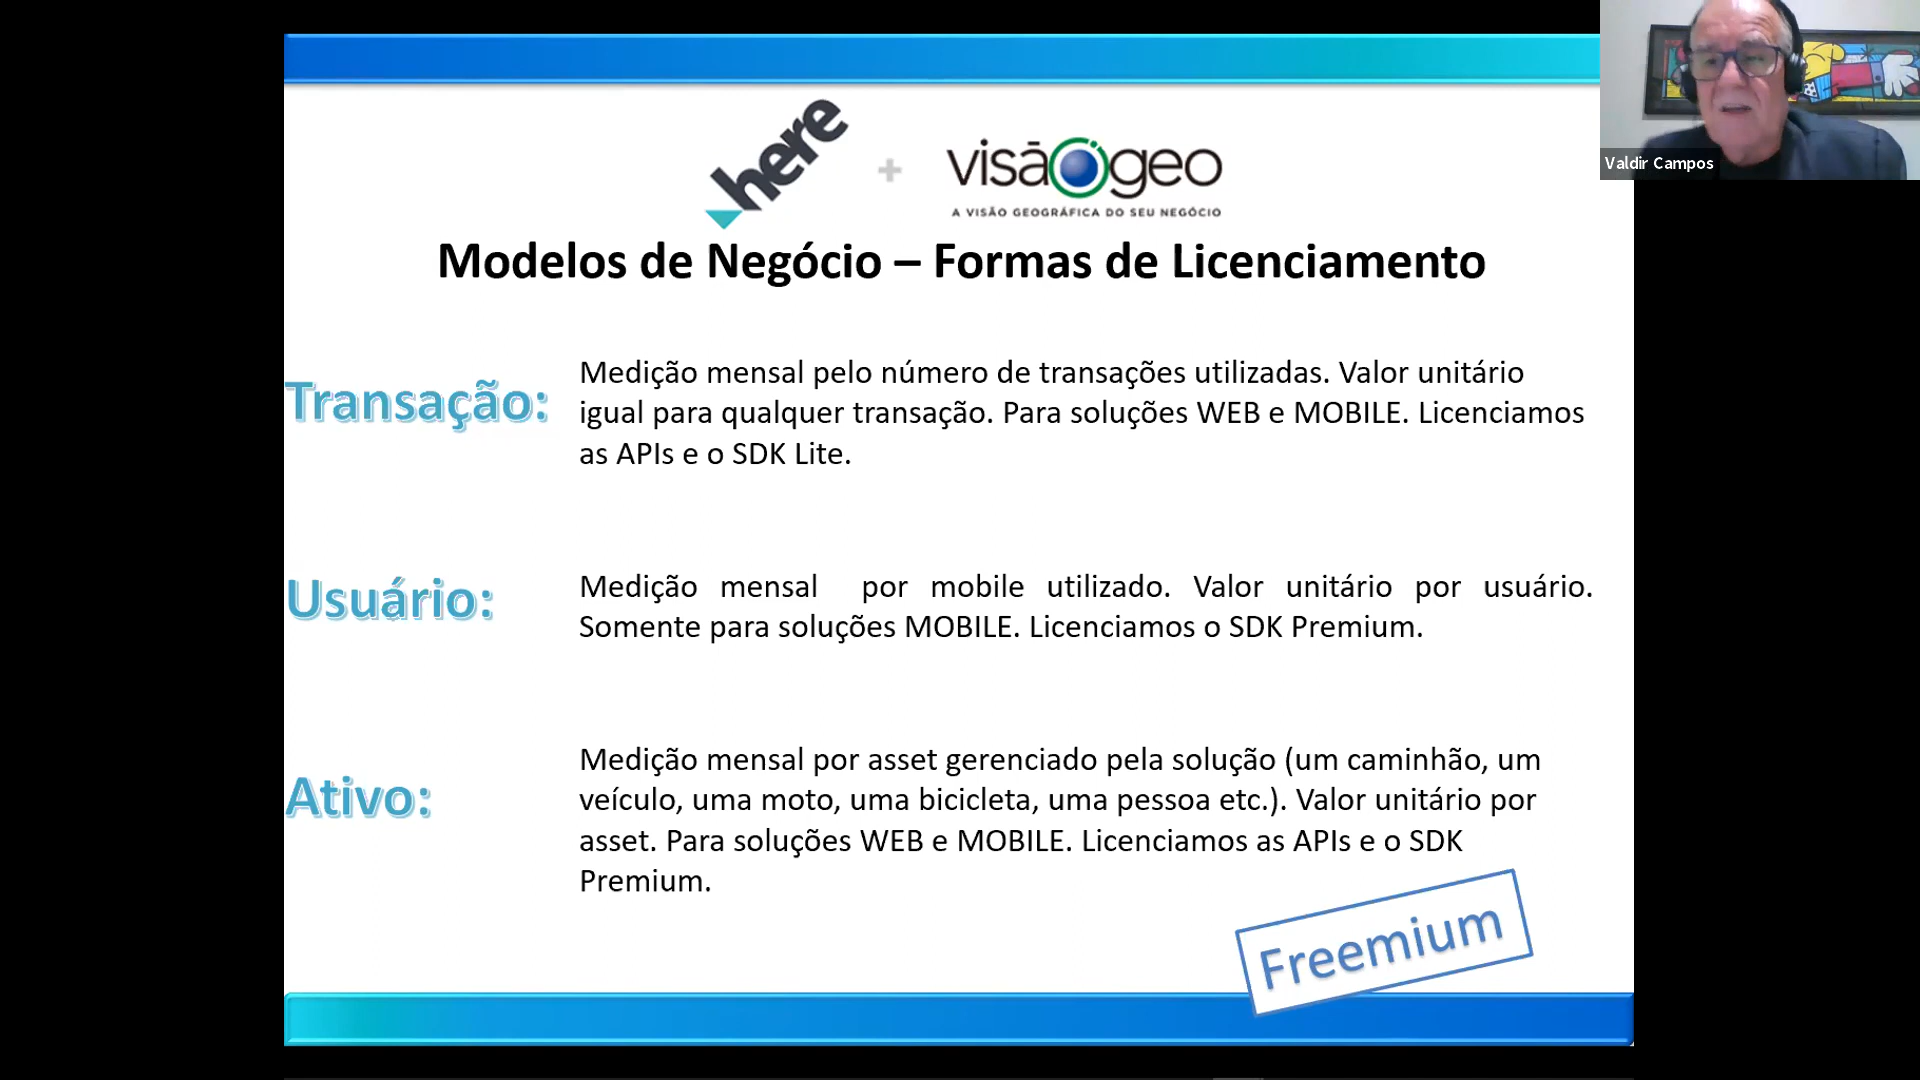 here + visãogeo
A VISÃO GEOGRÁFICA DO SEU NEGÓCIO
Valdir Campos
Modelos de Negócio – Formas de Licenciamento
Transação:
Medição mensal pelo número de transações utilizadas. Valor unitário
igual para qualquer transação. Para soluções WEB e MOBILE. Licenciamos
as APIs e o SDK Lite.
Usuário:
Medição mensal por mobile utilizado. Valor unitário por usuário.
Somente para soluções MOBILE. Licenciamos o SDK Premium.
Ativo:
Medição mensal por asset gerenciado pela solução (um caminhão, um
veículo, uma moto, uma bicicleta, uma pessoa etc.). Valor unitário por
asset. Para soluções WEB e MOBILE. Licenciamos as APIs e o SDK
Premium.
Freemium